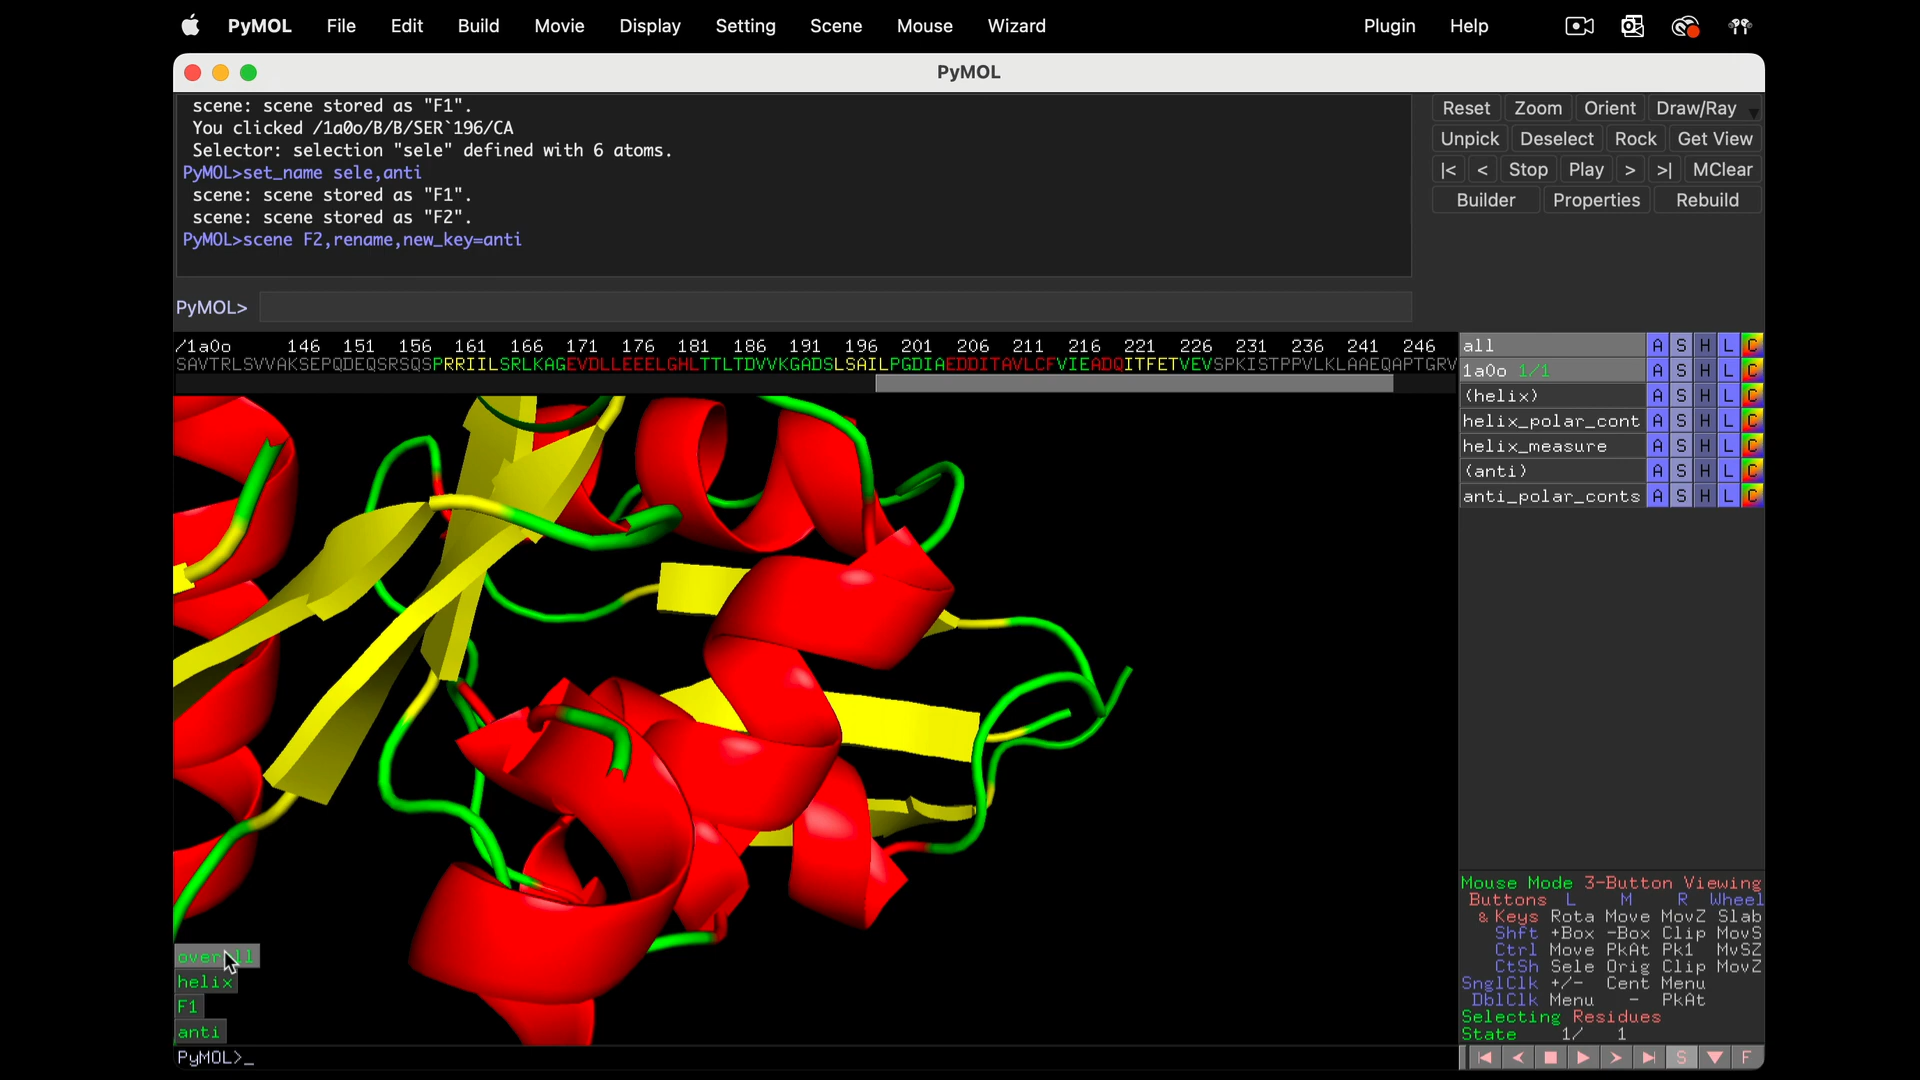 PyMOL File Edit Build Movie Display Setting Scene Mouse Wizard Plugin Help
PyMOL
scene: scene stored as "F1".
You clicked /1a0o/B/B/SER`196/CA
Selector: selection "sele" defined with 6 atoms.
PyMOL>set_name sele,anti
scene: scene stored as "F1".
scene: scene stored as "F2".
PyMOL>scene F2,rename,new_key=anti
PyMOL>
Reset Zoom Orient Draw/Ray
Unpick Deselect Rock Get View
|< < Stop Play > >| MClear
Builder Properties Rebuild
/1a0o 146 151 156 161 166 171 176 181 186 191 196 201 206 211 216 221 226 231 236 241 246
SAVTRLSVVAKSEPQDEQSRSQSPRRIILSRLKAGEVDLLEEELGHLTTLTDVVKGADSLSAILPGDIAEDDITAVLCFVIEADQITFETVEVSPKISTPPVLKLAAEQAPTGRV
all A S H L C
1a0o 1/1 A S H L C
(helix) A S H L C
helix_polar_cont A S H L C
helix_measure A S H L C
(anti) A S H L C
anti_polar_conts A S H L C
overall
helix
F1
anti
PyMOL>_
Mouse Mode 3-Button Viewing
Buttons L M R Wheel
& Keys Rota Move MovZ Slab
Shft +Box -Box Clip MovS
Ctrl Move PkAt Pk1 MvSZ
CtSh Sele Orig Clip MovZ
SnglClk +/- Cent Menu
DblClk Menu - PkAt
Selecting Residues
State 1/ 1
S F